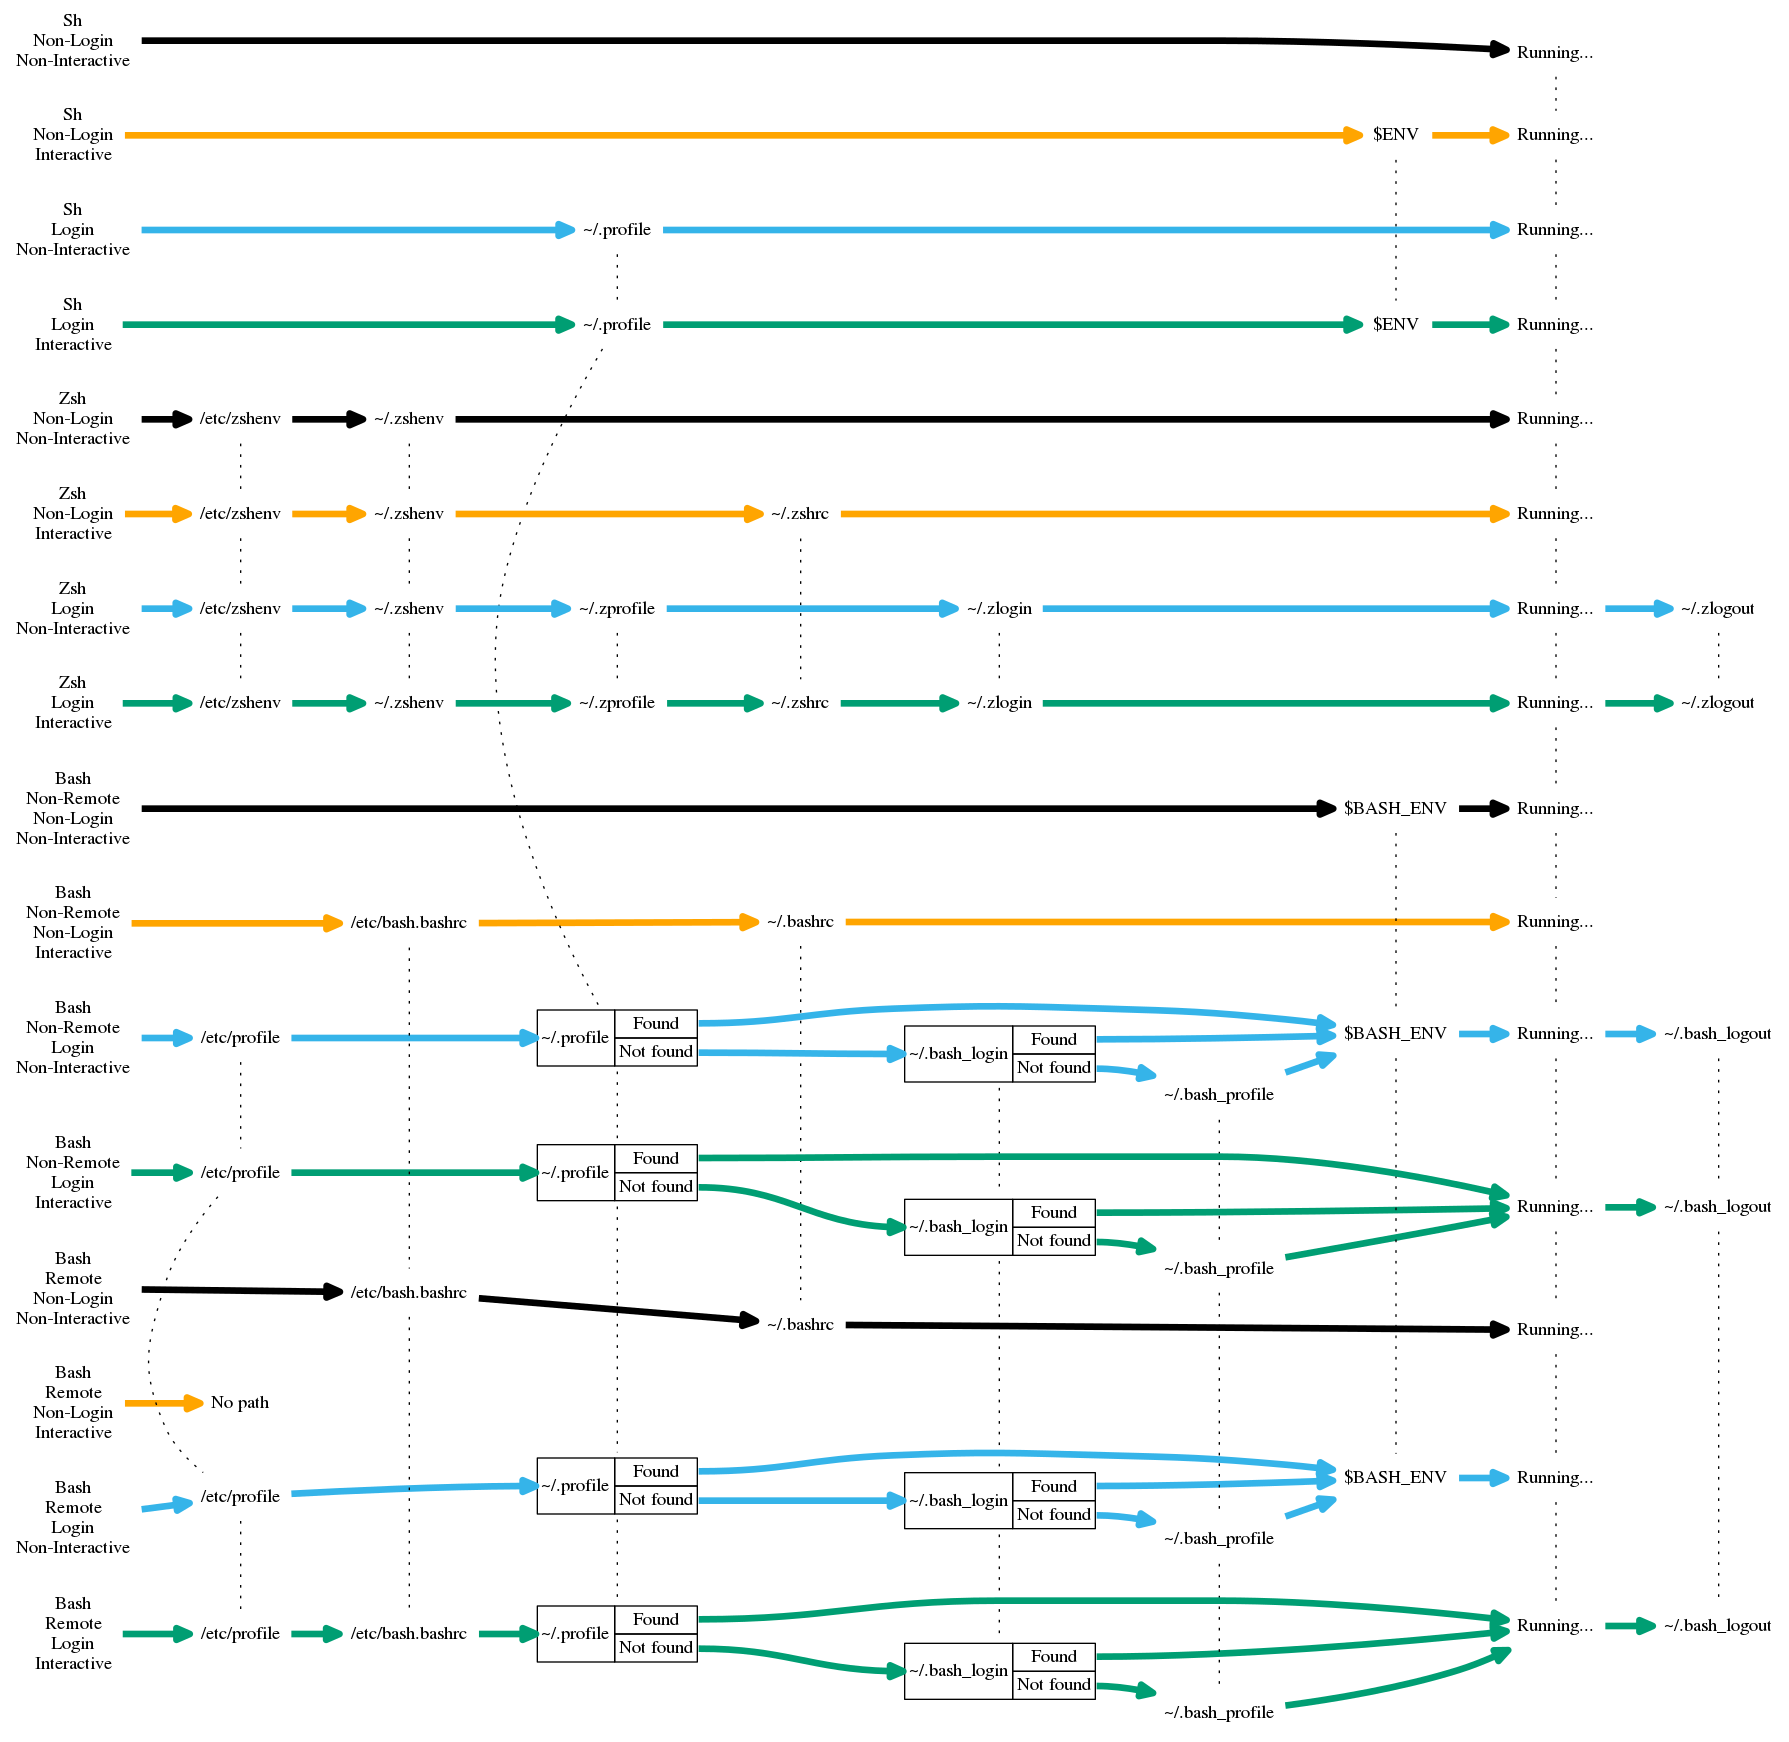 Sh
Non-Login
Non-Interactive
Running...
Sh
Non-Login
Interactive
$ENV
Running...
Sh
Login
Non-Interactive
~/.profile
Running...
Sh
Login
Interactive
~/.profile
$ENV
Running...
Zsh
Non-Login
Non-Interactive
/etc/zshenv
~/.zshenv
Running...
Zsh
Non-Login
Interactive
/etc/zshenv
~/.zshenv
~/.zshrc
Running...
Zsh
Login
Non-Interactive
/etc/zshenv
~/.zshenv
~/.zprofile
~/.zlogin
Running...
~/.zlogout
Zsh
Login
Interactive
/etc/zshenv
~/.zshenv
~/.zprofile
~/.zshrc
~/.zlogin
Running...
~/.zlogout
Bash
Non-Remote
Non-Login
Non-Interactive
$BASH_ENV
Running...
Bash
Non-Remote
Non-Login
Interactive
/etc/bash.bashrc
~/.bashrc
Running...
Bash
Non-Remote
Login
Non-Interactive
/etc/profile
~/.profile
Found
Not found
~/.bash_login
Found
Not found
~/.bash_profile
$BASH_ENV
Running...
~/.bash_logout
Bash
Non-Remote
Login
Interactive
/etc/profile
~/.profile
Found
Not found
~/.bash_login
Found
Not found
~/.bash_profile
Running...
~/.bash_logout
Bash
Remote
Non-Login
Non-Interactive
/etc/bash.bashrc
~/.bashrc
Running...
Bash
Remote
Non-Login
Interactive
No path
Bash
Remote
Login
Non-Interactive
/etc/profile
~/.profile
Found
Not found
~/.bash_login
Found
Not found
~/.bash_profile
$BASH_ENV
Running...
Bash
Remote
Login
Interactive
/etc/profile
/etc/bash.bashrc
~/.profile
Found
Not found
~/.bash_login
Found
Not found
~/.bash_profile
Running...
~/.bash_logout